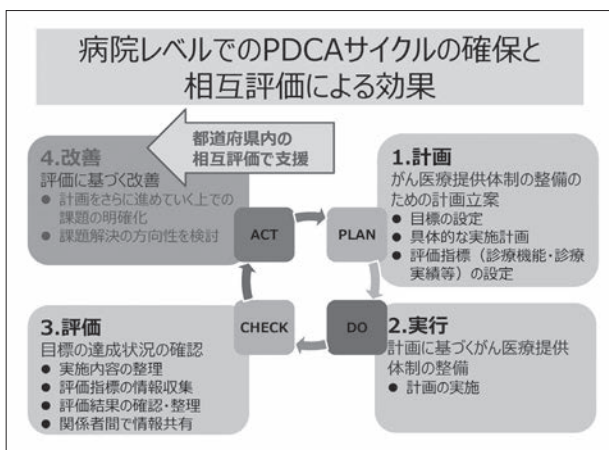 病院レベルでのPDCAサイクルの確保と
相互評価による効果
都道府県内の
相互評価で支援
4.改善
評価に基づく改善
● 計画をさらに進めていく上での
課題の明確化
● 課題解決の方向性を検討
1.計画
がん医療提供体制の整備の
ための計画立案
● 目標の設定
● 具体的な実施計画
● 評価指標（診療機能・診療
実績等）の設定
ACT
PLAN
CHECK
DO
3.評価
目標の達成状況の確認
● 実施内容の整理
● 評価指標の情報収集
● 評価結果の確認・整理
● 関係者間で情報共有
2.実行
計画に基づくがん医療提供
体制の整備
● 計画の実施